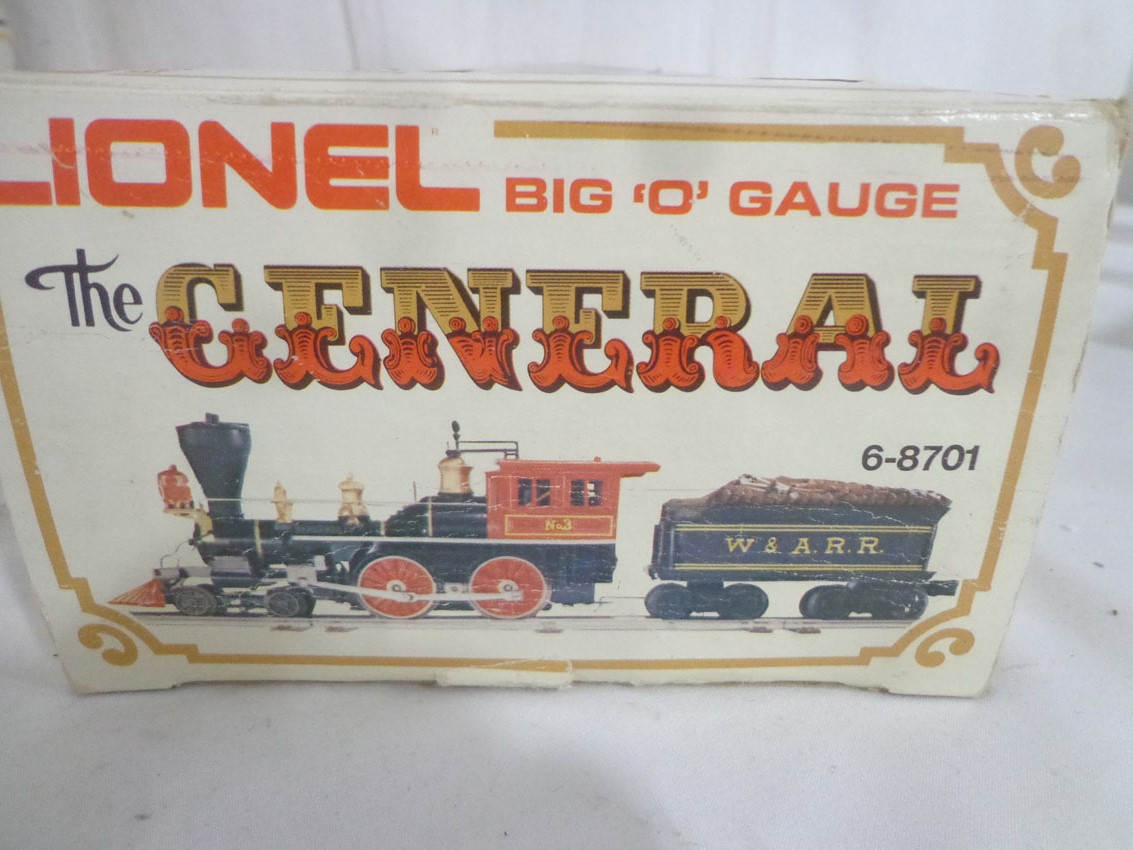 LIONEL
BIG 'O' GAUGE
The GENERAL
6-8701
No.3
W & A.R.R.